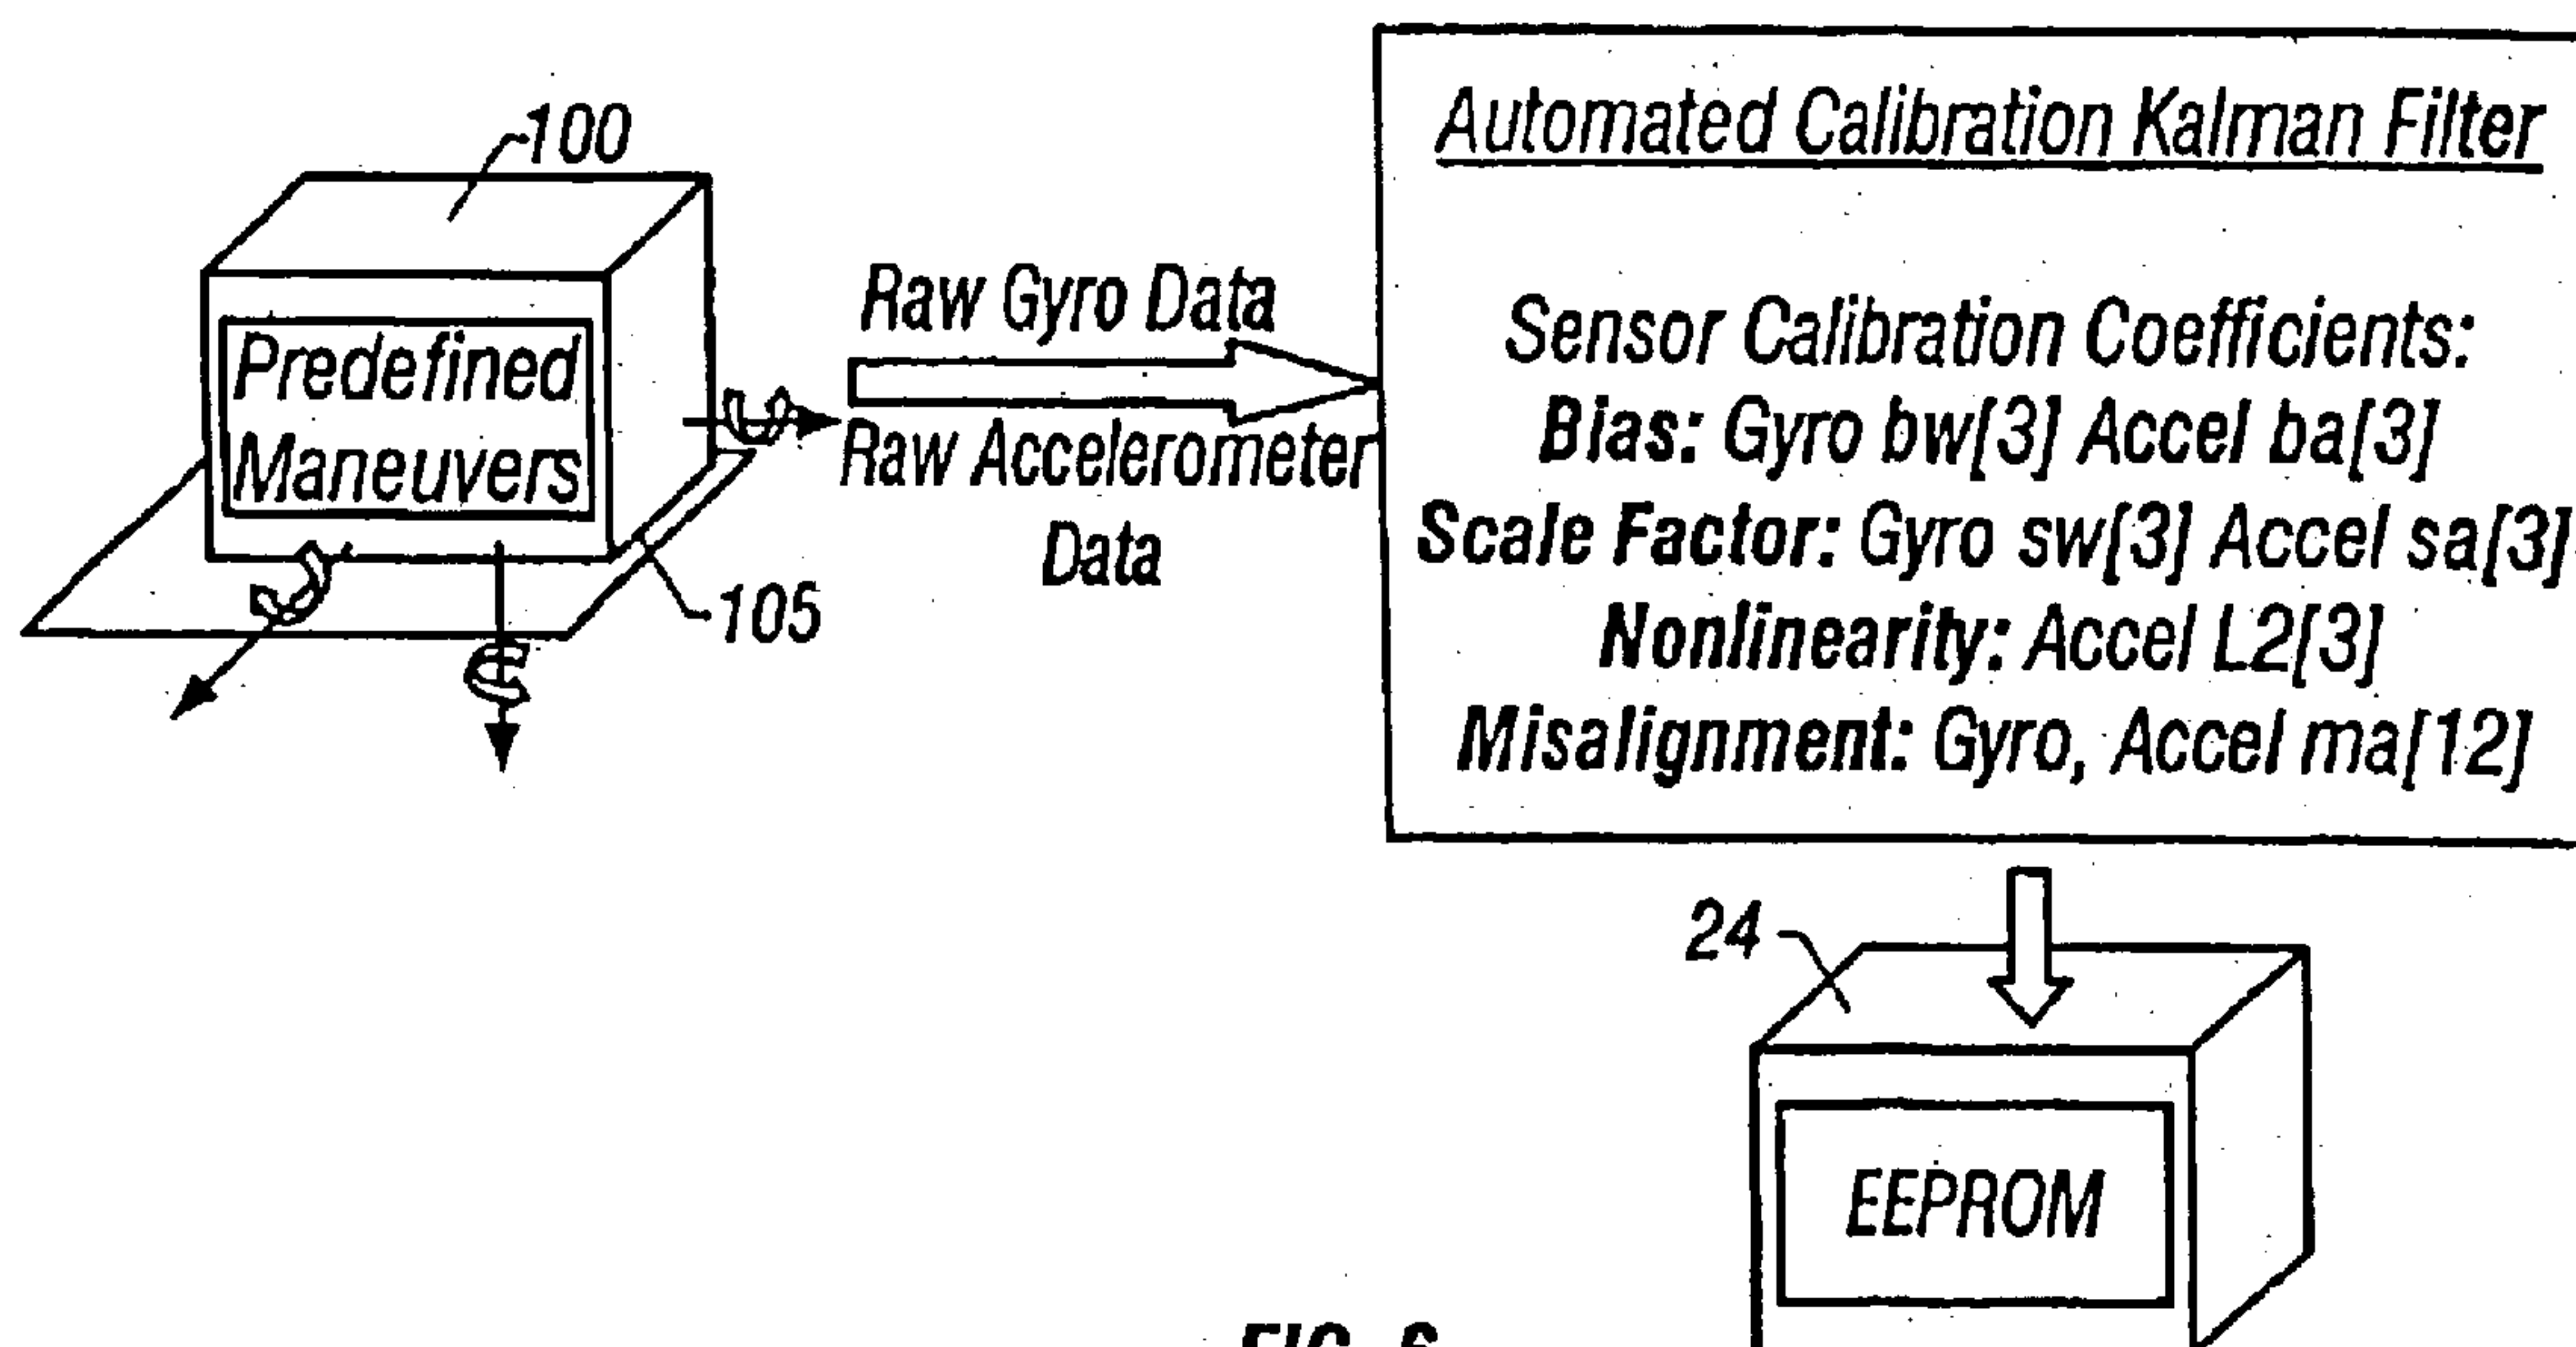 100
Predefined
Maneuvers
105
Raw Gyro Data
Raw Accelerometer
Data
Automated Calibration Kalman Filter
Sensor Calibration Coefficients:
Bias: Gyro bw[3] Accel ba[3]
Scale Factor: Gyro sw[3] Accel sa[3]
Nonlinearity: Accel L2[3]
Misalignment: Gyro, Accel ma[12]
24
EEPROM
FIG. 6